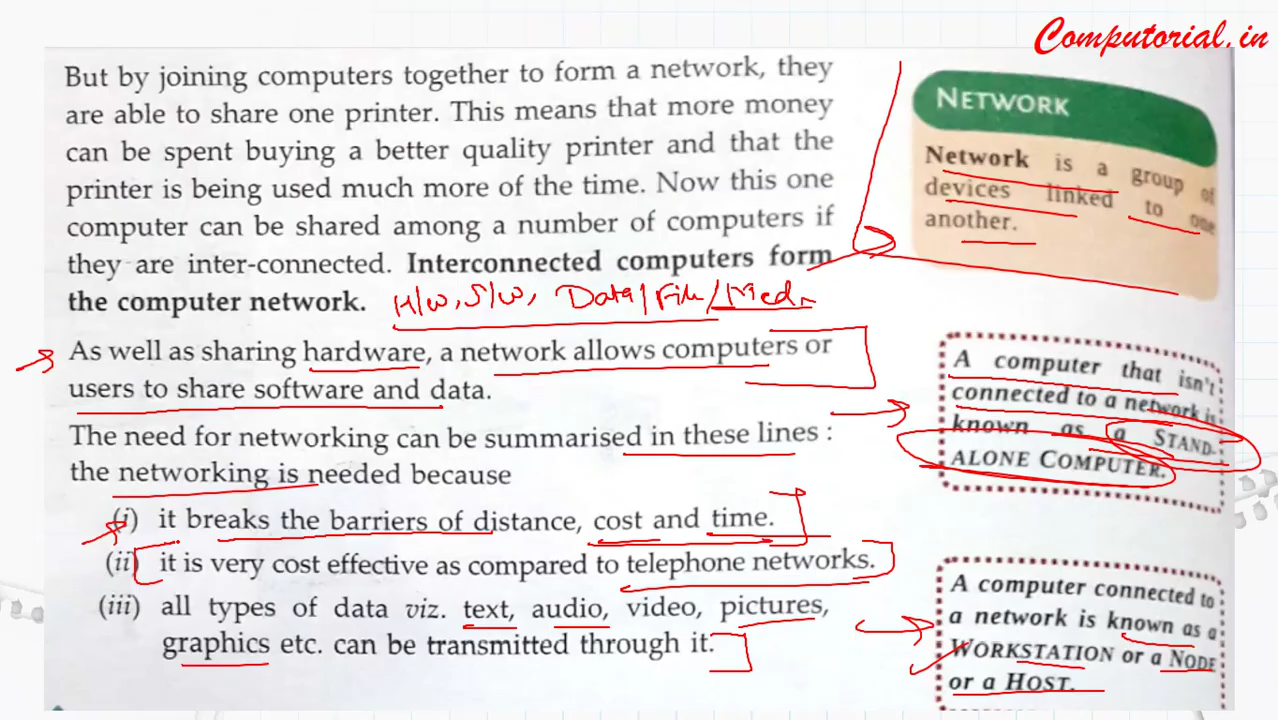 Computorial.in
But by joining computers together to form a network, they
are able to share one printer. This means that more money
can be spent buying a better quality printer and that the
printer is being used much more of the time. Now this one
computer can be shared among a number of computers if
they are inter-connected. Interconnected computers form
the computer network. H/W, S/W, Data/File/Media
As well as sharing hardware, a network allows computers or
users to share software and data.
The need for networking can be summarised in these lines :
the networking is needed because
(i) it breaks the barriers of distance, cost and time.
(ii) it is very cost effective as compared to telephone networks.
(iii) all types of data viz. text, audio, video, pictures,
graphics etc. can be transmitted through it.
NETWORK
Network is a group of
devices linked to one
another.
A computer that isn't
connected to a network is
known as a STAND-
ALONE COMPUTER.
A computer connected to
a network is known as a
WORKSTATION or a NODE
or a HOST.